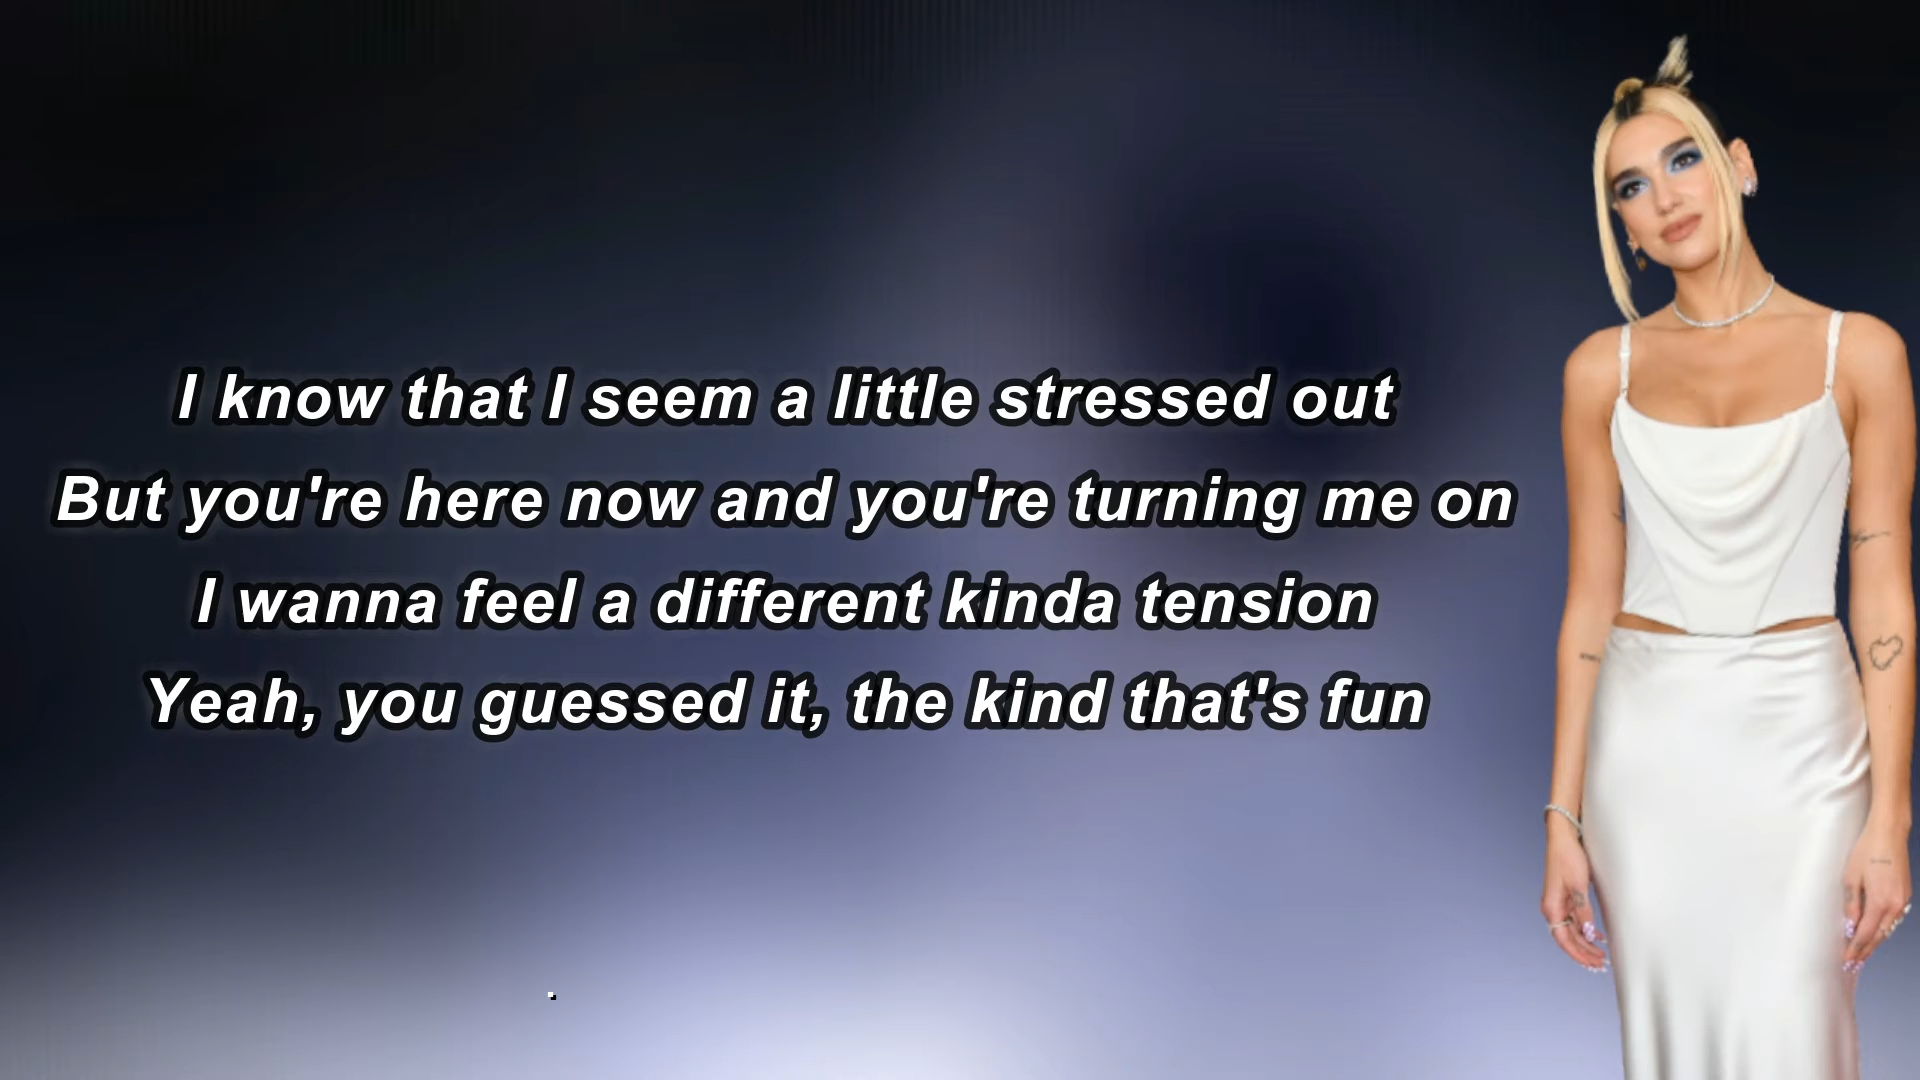 I know that I seem a little stressed out
But you're here now and you're turning me on
I wanna feel a different kinda tension
Yeah, you guessed it, the kind that's fun